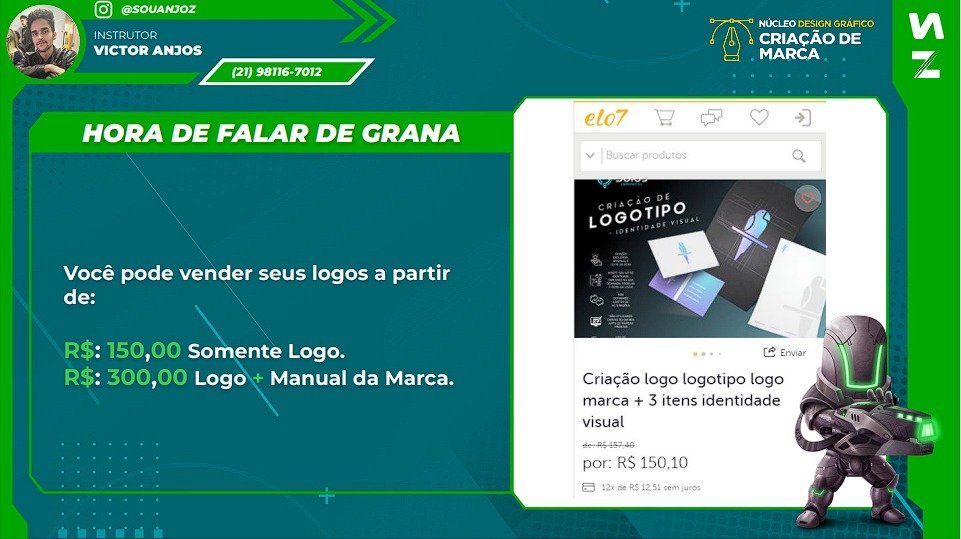 @SOUANJOZ
INSTRUTOR
VICTOR ANJOS
(21) 98116-7012
NÚCLEO DESIGN GRÁFICO
CRIAÇÃO DE
MARCA
HORA DE FALAR DE GRANA
Você pode vender seus logos a partir
de:
R$: 150,00 Somente Logo.
R$: 300,00 Logo + Manual da Marca.
elo7
Buscar produtos
CRIAÇÃO DE
LOGOTIPO
- IDENTIDADE VISUAL
Enviar
Criação logo logotipo logo
marca + 3 itens identidade
visual
de: R$ 157,40
por: R$ 150,10
12x de R$ 12,51 sem juros